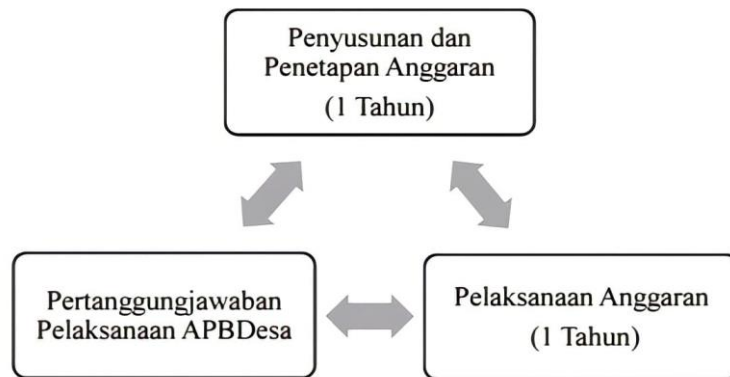 Penyusunan dan
Penetapan Anggaran
(1 Tahun)
Pertanggungjawaban
Pelaksanaan APBDesa
Pelaksanaan Anggaran
(1 Tahun)